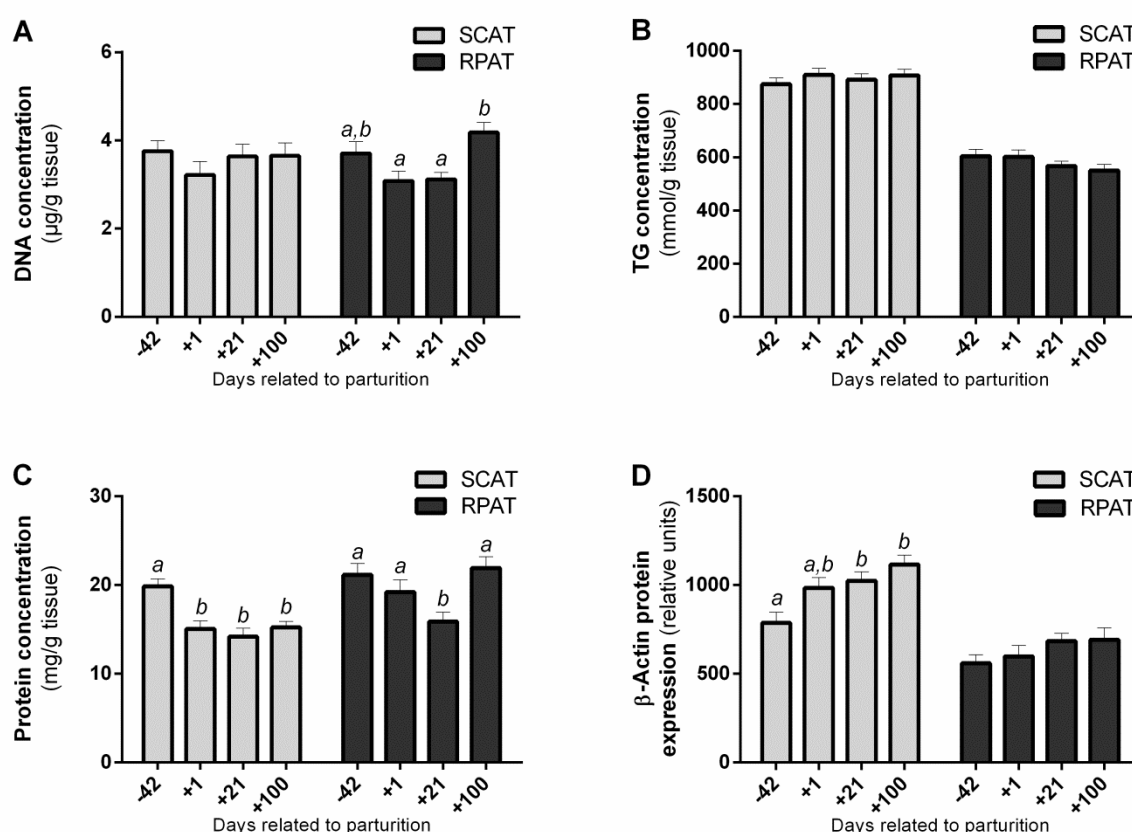 A
SCAT
RPAT
DNA concentration
(µg/g tissue)
6
4
2
0
a,b
a
a
b
-42
+1
+21
+100
-42
+1
+21
+100
Days related to parturition
B
SCAT
RPAT
TG concentration
(mmol/g tissue)
1000
800
600
400
200
0
-42
+1
+21
+100
-42
+1
+21
+100
Days related to parturition
C
SCAT
RPAT
Protein concentration
(mg/g tissue)
30
20
10
0
a
b
b
b
a
a
b
a
-42
+1
+21
+100
-42
+1
+21
+100
Days related to parturition
D
SCAT
RPAT
β-Actin protein
expression (relative units)
1500
1000
500
0
a
a,b
b
b
-42
+1
+21
+100
-42
+1
+21
+100
Days related to parturition